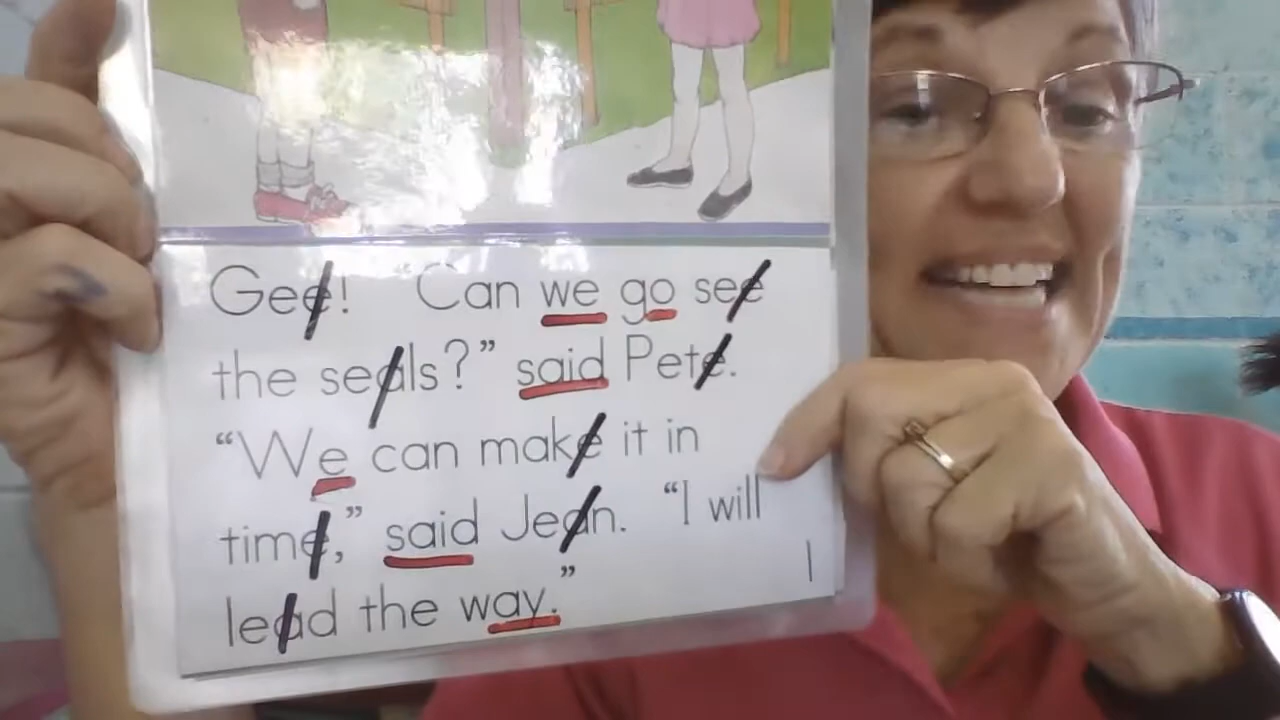 Gee! "Can we go see
the seals?" said Pete.
"We can make it in
time," said Jean. "I will
lead the way."
1